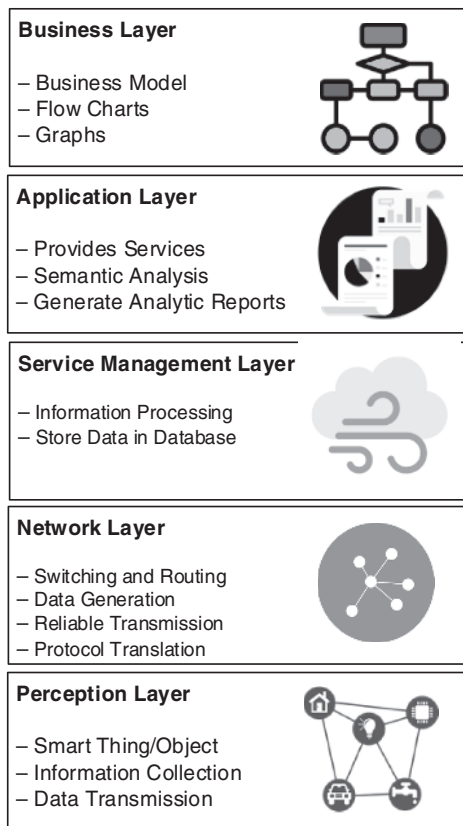 Business Layer
– Business Model
– Flow Charts
– Graphs
Application Layer
– Provides Services
– Semantic Analysis
– Generate Analytic Reports
Service Management Layer
– Information Processing
– Store Data in Database
Network Layer
– Switching and Routing
– Data Generation
– Reliable Transmission
– Protocol Translation
Perception Layer
– Smart Thing/Object
– Information Collection
– Data Transmission